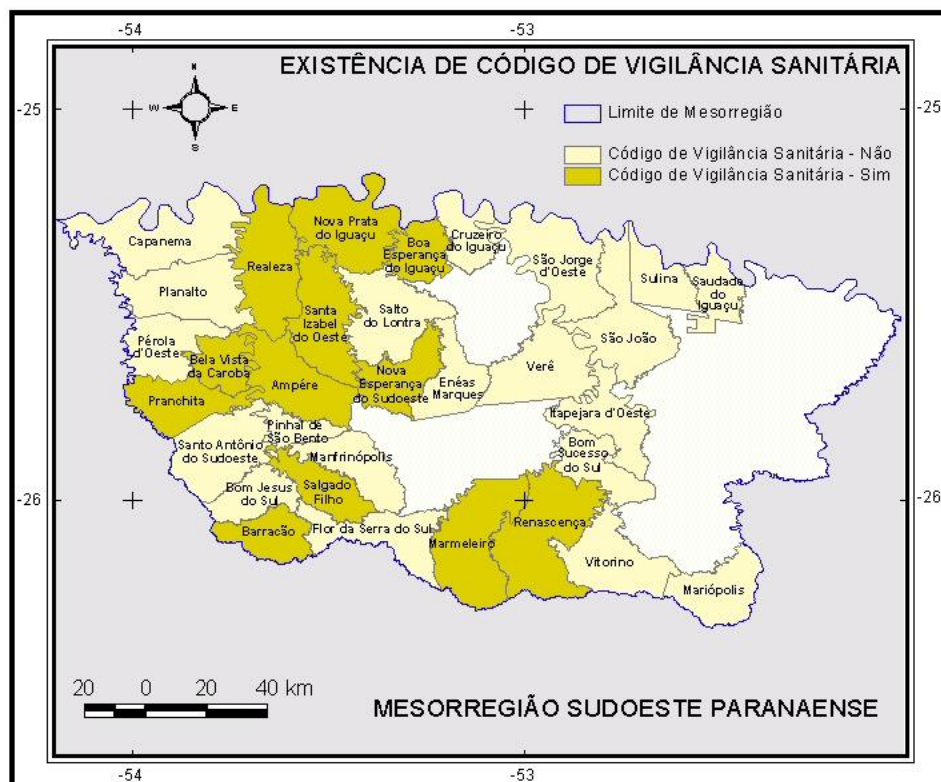 -54
-53
EXISTÊNCIA DE CÓDIGO DE VIGILÂNCIA SANITÁRIA
N
W
E
S
-25
-25
Limite de Mesorregião
Código de Vigilância Sanitária - Não
Código de Vigilância Sanitária - Sim
Capanema
Realeza
Nova Prata
do Iguaçu
Boa
Esperança
do Iguaçu
Cruzeiro
do Iguaçu
São Jorge
d'Oeste
Sulina
Saudade
do
Iguaçu
Planalto
Santa
Izabel
do Oeste
Salto
do Lontra
São João
Pérola
d'Oeste
Bela Vista
da Caroba
Ampére
Nova
Esperança
do Sudoeste
Enéas
Marques
Verê
Pranchita
Itapejara d'Oeste
Santo Antônio
do Sudoeste
Pinhal de
São Bento
Manfrinópolis
Bom
Sucesso
do Sul
Bom Jesus
do Sul
Salgado
Filho
-26
-26
Barracão
Flor da Serra do Sul
Marmeleiro
Renascença
Vitorino
Mariópolis
20 0 20 40 km
MESORREGIÃO SUDOESTE PARANAENSE
-54
-53